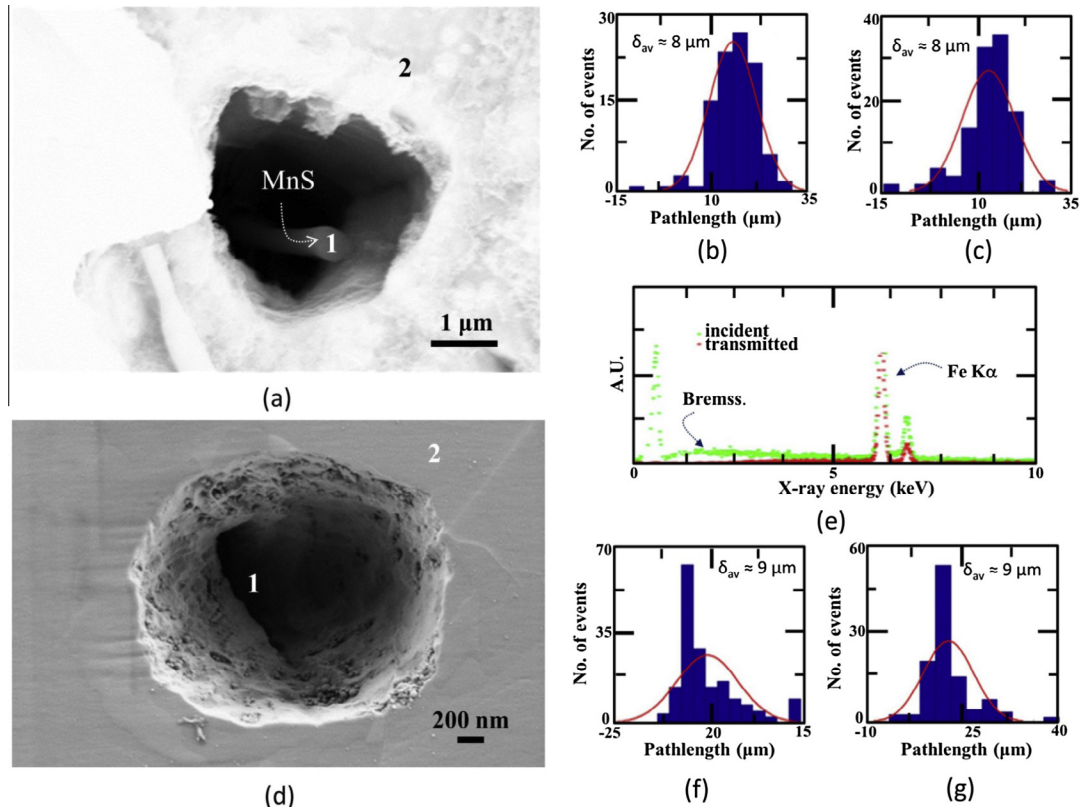 2
MnS
1
1 μm
(a)
30
15
0
No. of events
δav ≈ 8 μm
-15
10
35
Pathlength (μm)
(b)
40
20
0
No. of events
δav ≈ 8 μm
-15
10
35
Pathlength (μm)
(c)
A.U.
incident
transmitted
Fe Kα
Bremss.
0
5
10
X-ray energy (keV)
(e)
2
1
200 nm
(d)
70
35
0
No. of events
δav ≈ 9 μm
-25
20
15
Pathlength (μm)
(f)
60
30
0
No. of events
δav ≈ 9 μm
-10
25
40
Pathlength (μm)
(g)